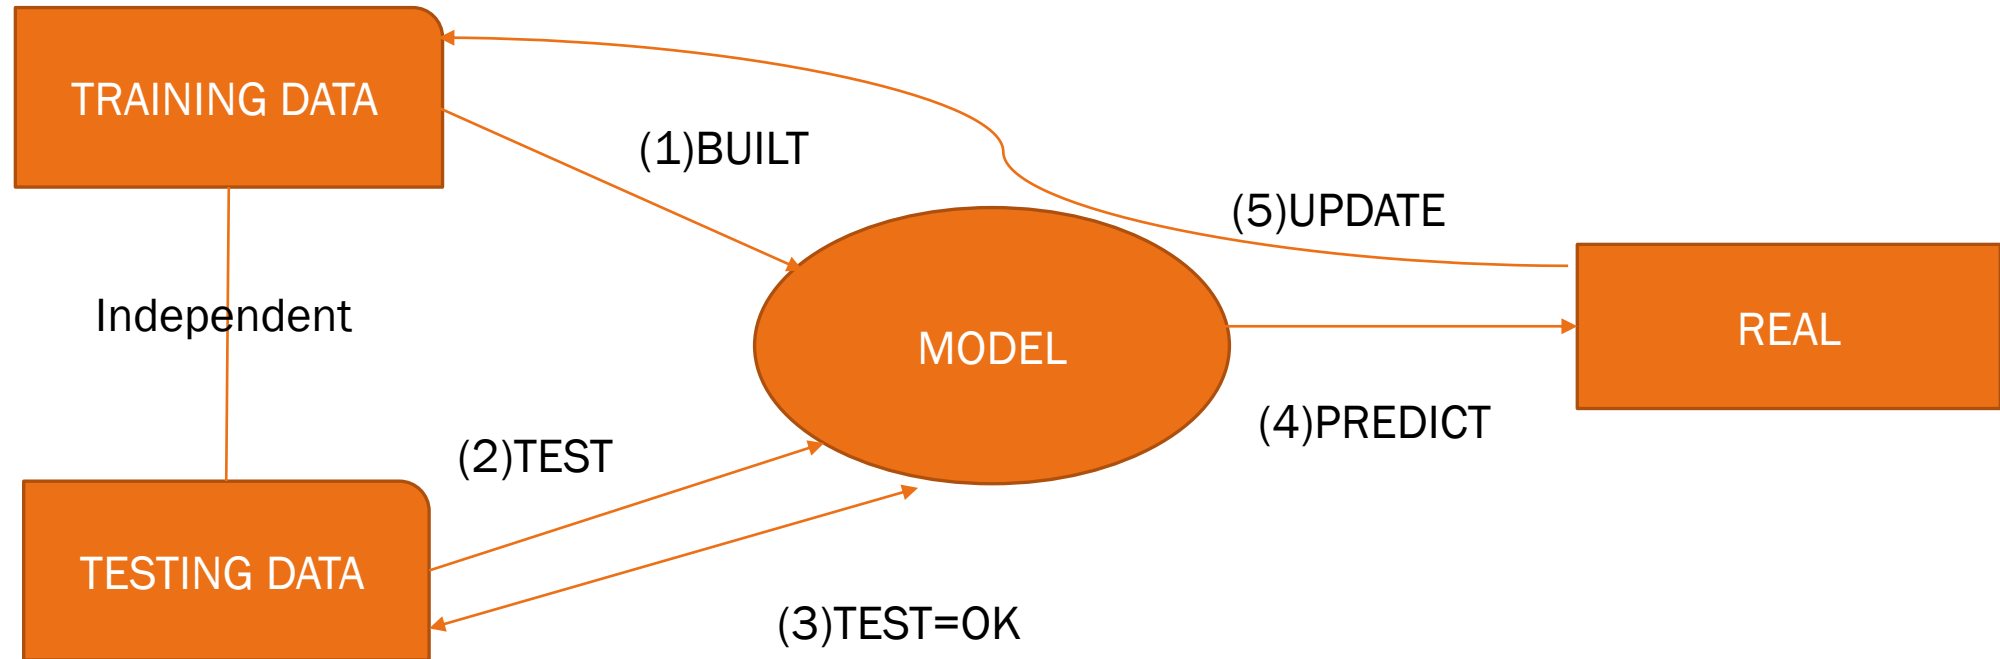 TRAINING DATA
(1)BUILT
(5)UPDATE
Independent
MODEL
REAL
(4)PREDICT
(2)TEST
TESTING DATA
(3)TEST=OK